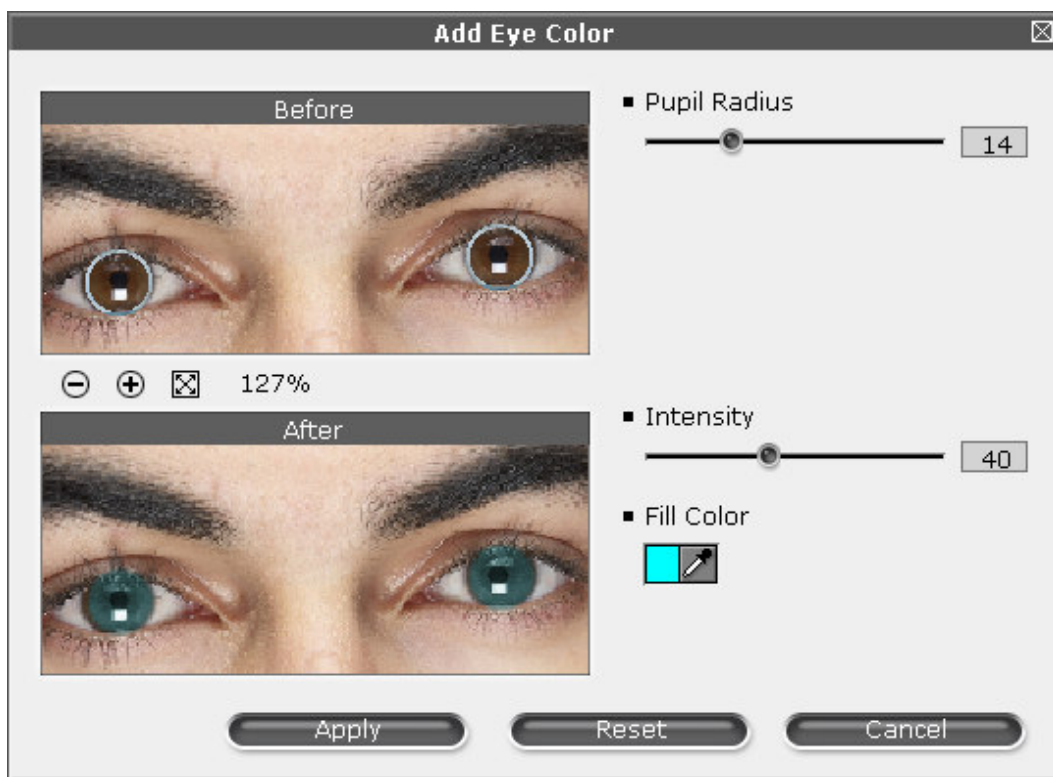 Add Eye Color
Before
Pupil Radius
14
127%
After
Intensity
40
Fill Color
Apply
Reset
Cancel